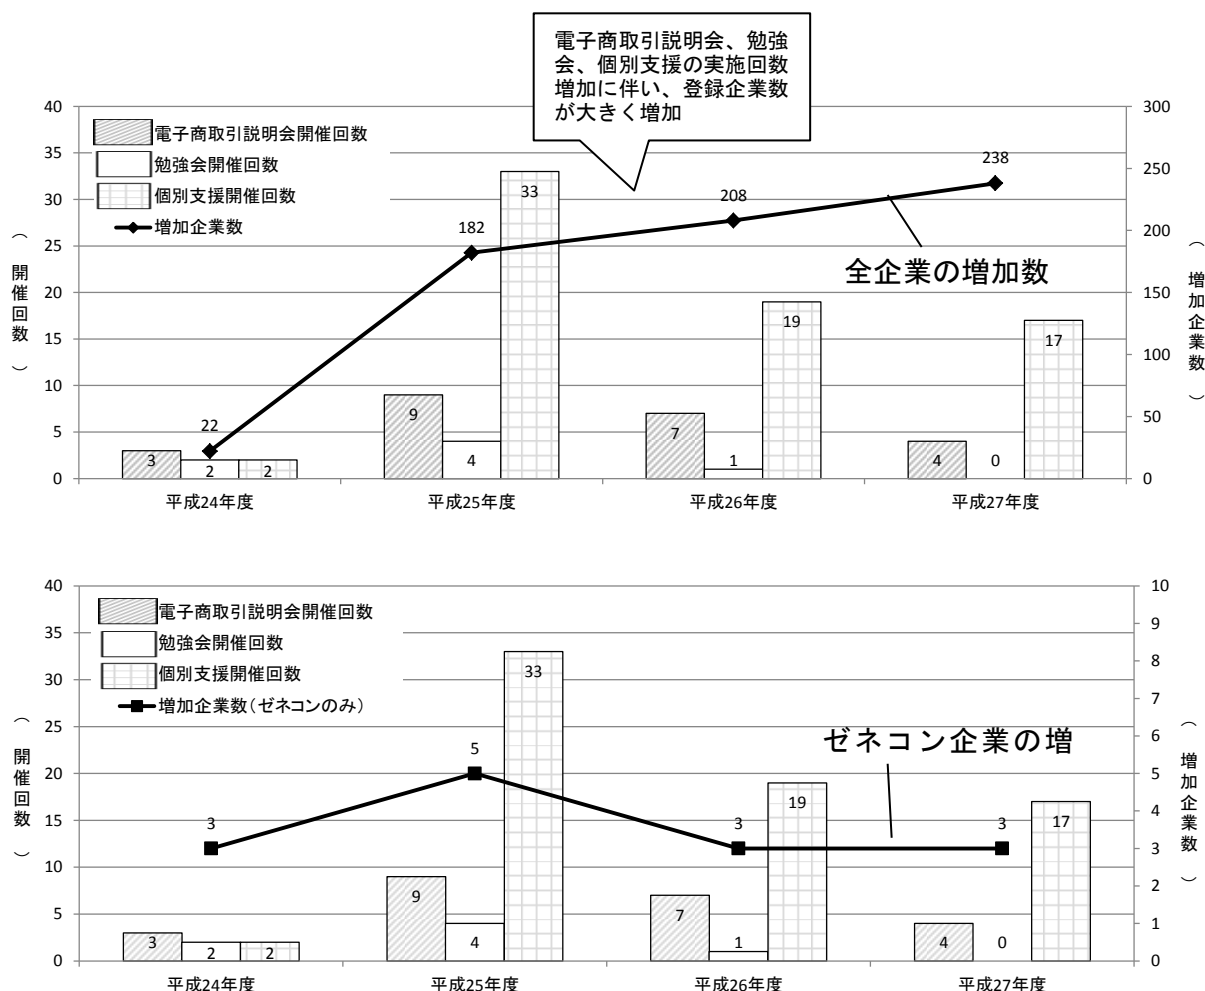 電子商取引説明会、勉強
会、個別支援の実施回数
増加に伴い、登録企業数
が大きく増加
40
35
30
25
20
15
10
5
0
300
250
200
150
100
50
0
電子商取引説明会開催回数
勉強会開催回数
個別支援開催回数
増加企業数
（開催回数）
（増加企業数）
全企業の増加数
22
182
208
238
3
2
2
9
4
33
7
1
19
4
0
17
平成24年度
平成25年度
平成26年度
平成27年度
40
35
30
25
20
15
10
5
0
10
9
8
7
6
5
4
3
2
1
0
電子商取引説明会開催回数
勉強会開催回数
個別支援開催回数
増加企業数（ゼネコンのみ）
（開催回数）
（増加企業数）
ゼネコン企業の増
3
5
3
3
3
2
2
9
4
33
7
1
19
4
0
17
平成24年度
平成25年度
平成26年度
平成27年度